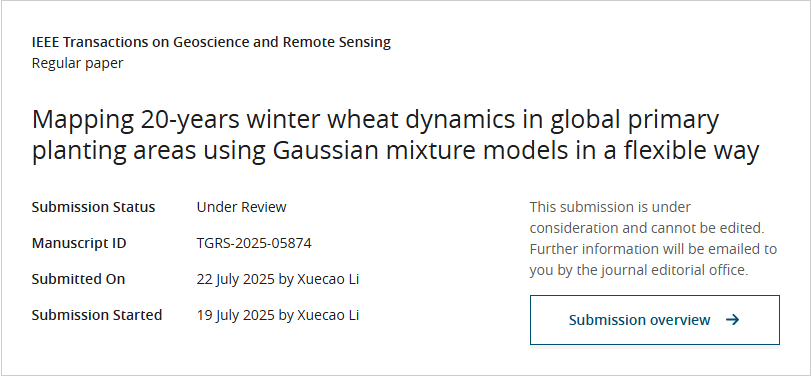 IEEE Transactions on Geoscience and Remote Sensing
Regular paper
Mapping 20-years winter wheat dynamics in global primary
planting areas using Gaussian mixture models in a flexible way
Submission Status Under Review
Manuscript ID TGRS-2025-05874
Submitted On 22 July 2025 by Xuecao Li
Submission Started 19 July 2025 by Xuecao Li
This submission is under
consideration and cannot be edited.
Further information will be emailed to
you by the journal editorial office.
Submission overview →